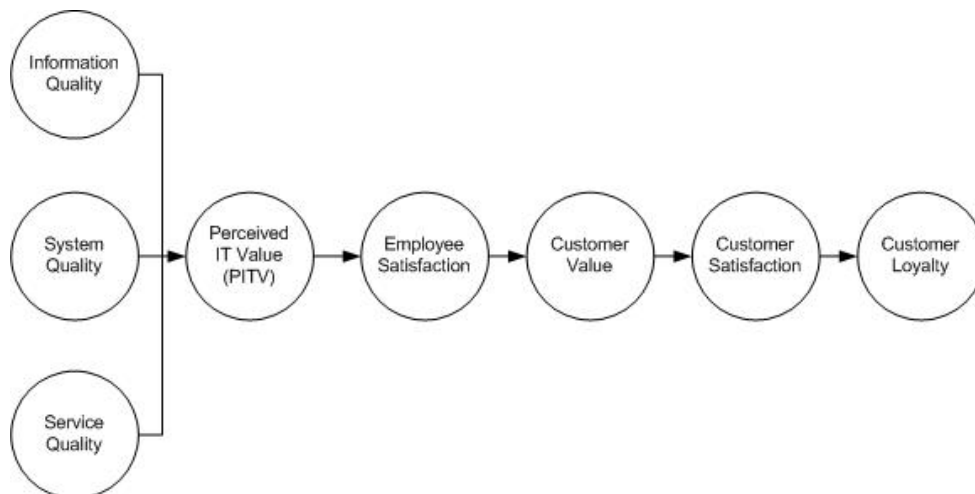 Information
Quality
System
Quality
Service
Quality
Perceived
IT Value
(PITV)
Employee
Satisfaction
Customer
Value
Customer
Satisfaction
Customer
Loyalty